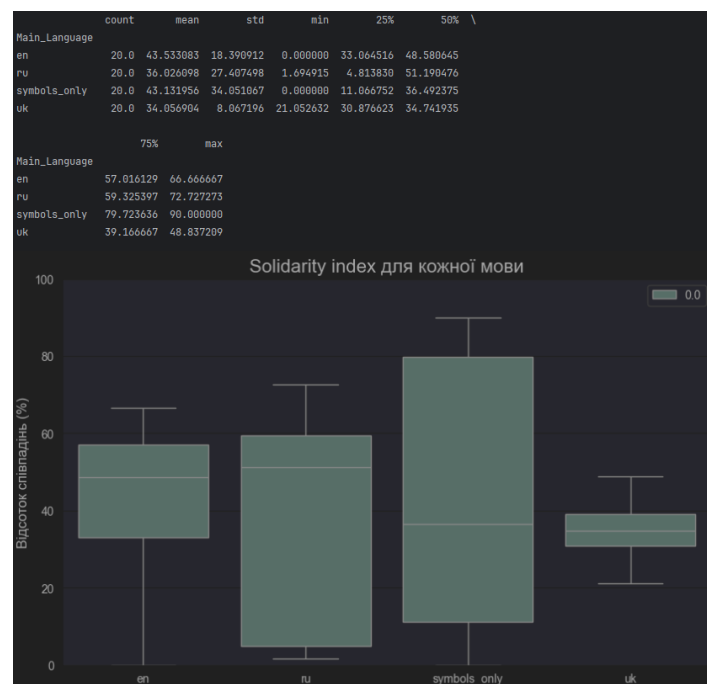 count mean std min 25% 50% \
Main_Language
en 20.0 43.533083 18.390912 0.000000 33.064516 48.580645
ru 20.0 36.026098 27.407498 1.694915 4.813830 51.190476
symbols_only 20.0 43.131956 34.051067 0.000000 11.066752 36.492375
uk 20.0 34.056904 8.067196 21.052632 30.876623 34.741935
75% max
Main_Language
en 57.016129 66.666667
ru 59.325397 72.727273
symbols_only 79.723636 90.000000
uk 39.166667 48.837209
Solidarity index для кожної мови
0.0
Відсоток співпадінь (%)
100
80
60
40
20
0
en ru symbols_only uk